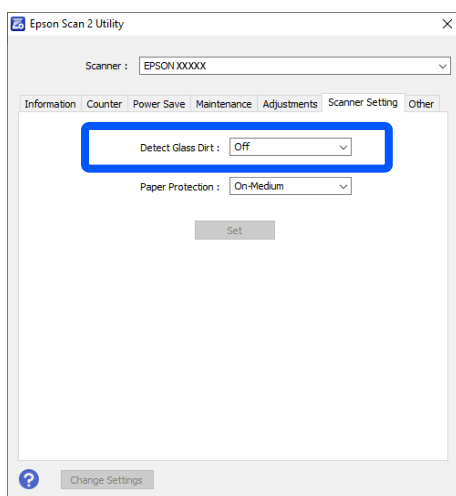 Epson Scan 2 Utility
Scanner : EPSON XXXXX
Information Counter Power Save Maintenance Adjustments Scanner Setting Other
Detect Glass Dirt : Off
Paper Protection : On-Medium
Set
? Change Settings